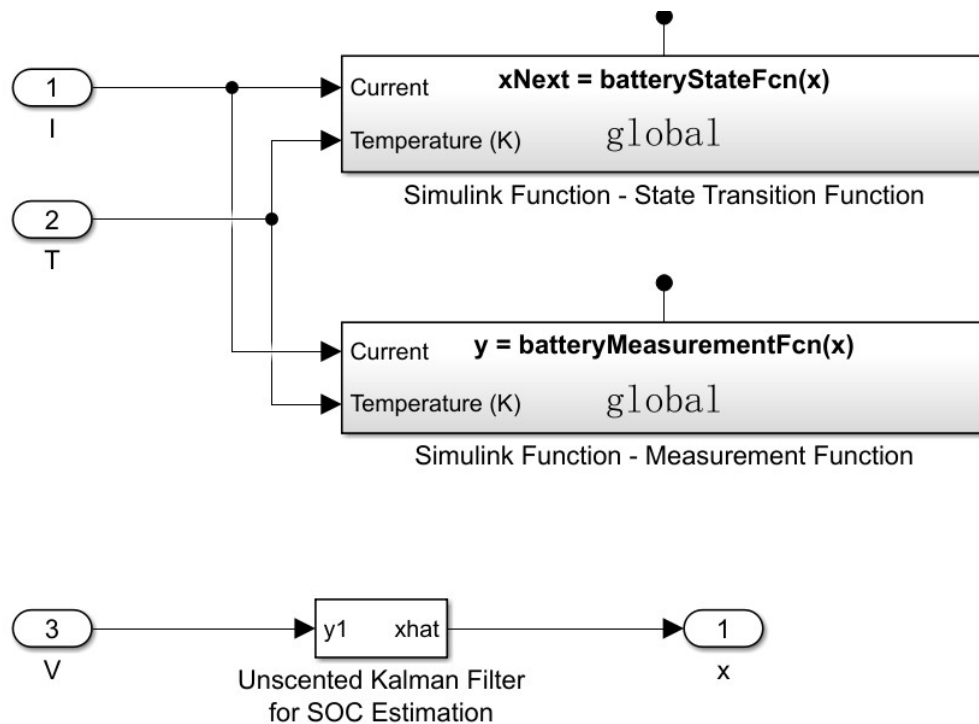 1
I
Current
xNext = batteryStateFcn(x)
Temperature (K)
global
Simulink Function - State Transition Function
2
T
Current
y = batteryMeasurementFcn(x)
Temperature (K)
global
Simulink Function - Measurement Function
3
V
y1
xhat
1
x
Unscented Kalman Filter
for SOC Estimation